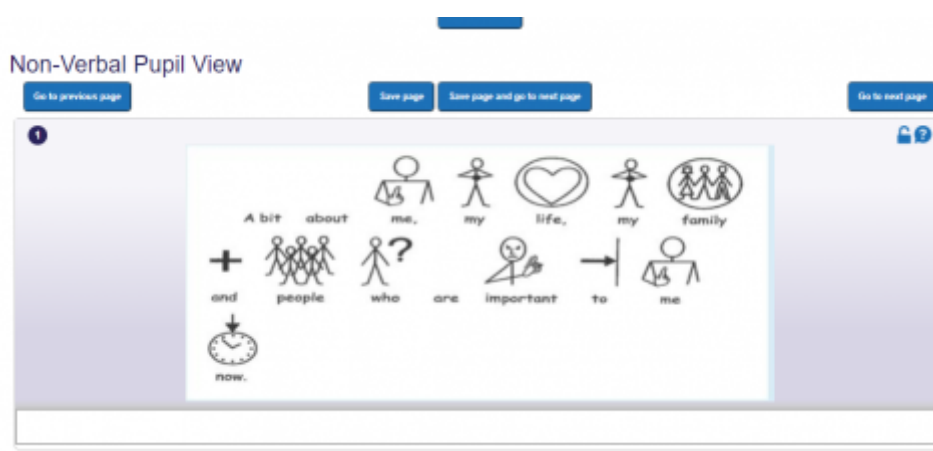 Non-Verbal Pupil View
Go to previous page Save page Save page and go to next page Go to next page
1 ?
A bit about me, my life, my family
?
and people who are important to me
now.